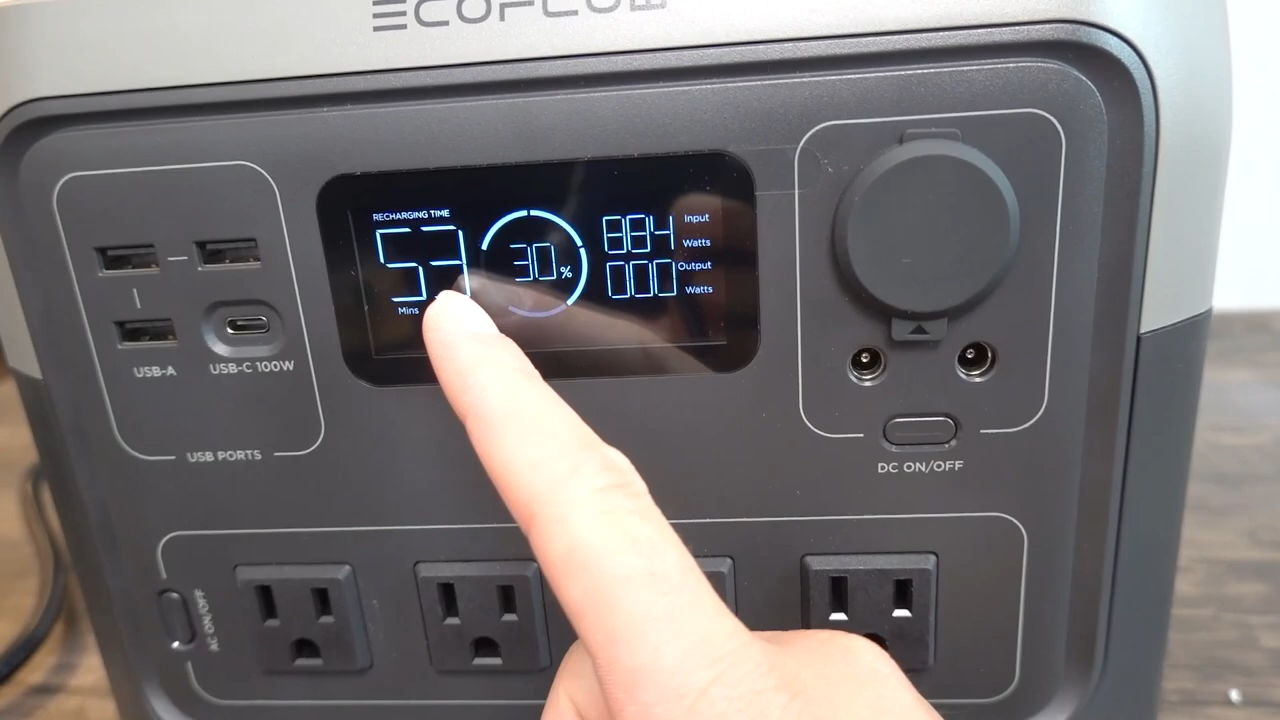 ECOFLOW
RECHARGING TIME
53
Mins
30%
884 Input
Watts
000 Output
Watts
USB-A
USB-C 100W
USB PORTS
DC ON/OFF
AC ON/OFF